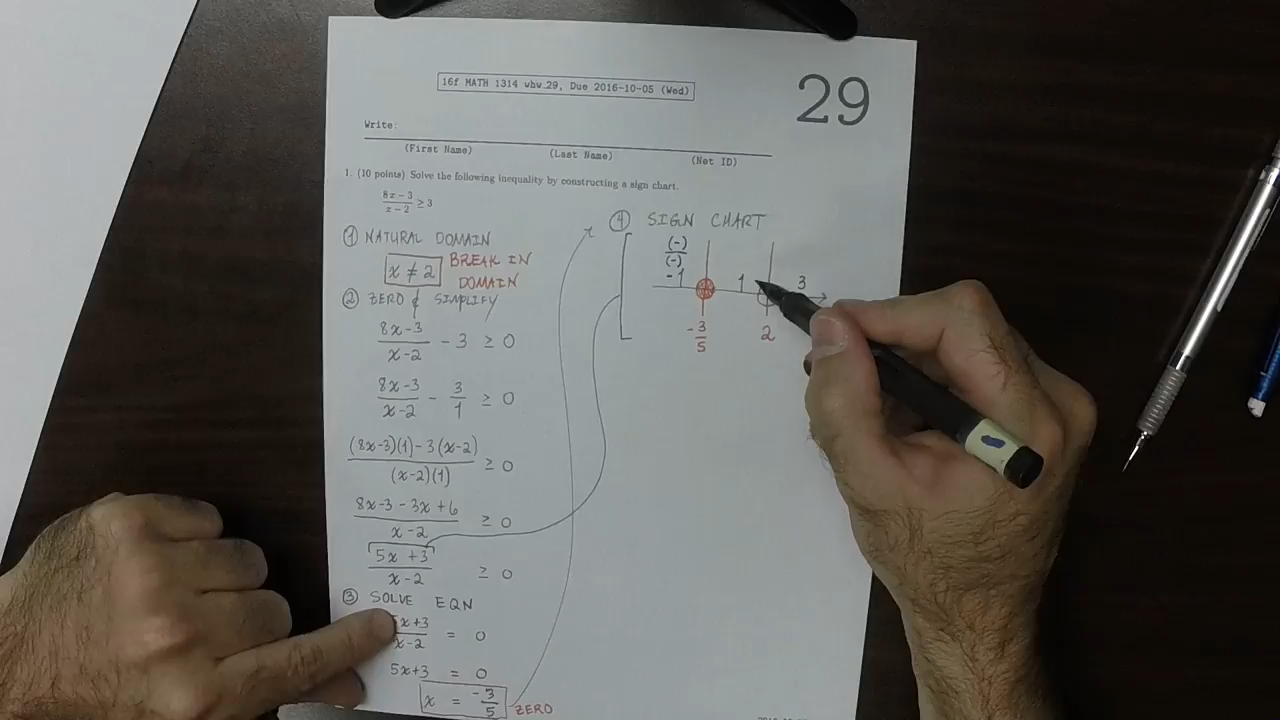 16f MATH 1314 whw_29, Due 2016-10-05 (Wed)
29
Write:
(First Name) (Last Name) (Net ID)
1. (10 points) Solve the following inequality by constructing a sign chart.
8x − 3
x − 2
≥ 3
① NATURAL DOMAIN
x ≠ 2 BREAK IN
DOMAIN
② ZERO & SIMPLIFY
8x-3
x-2
- 3 ≥ 0
8x-3
x-2
- 3
1
≥ 0
(8x-3)(1) - 3(x-2)
(x-2)(1)
≥ 0
8x-3 - 3x + 6
x-2
≥ 0
5x + 3
x-2
≥ 0
③ SOLVE EQN
5x+3
x-2
= 0
5x+3 = 0
x = -3
5
ZERO
④ SIGN CHART
(-)
(-)
-1 1 3
-3
5
2